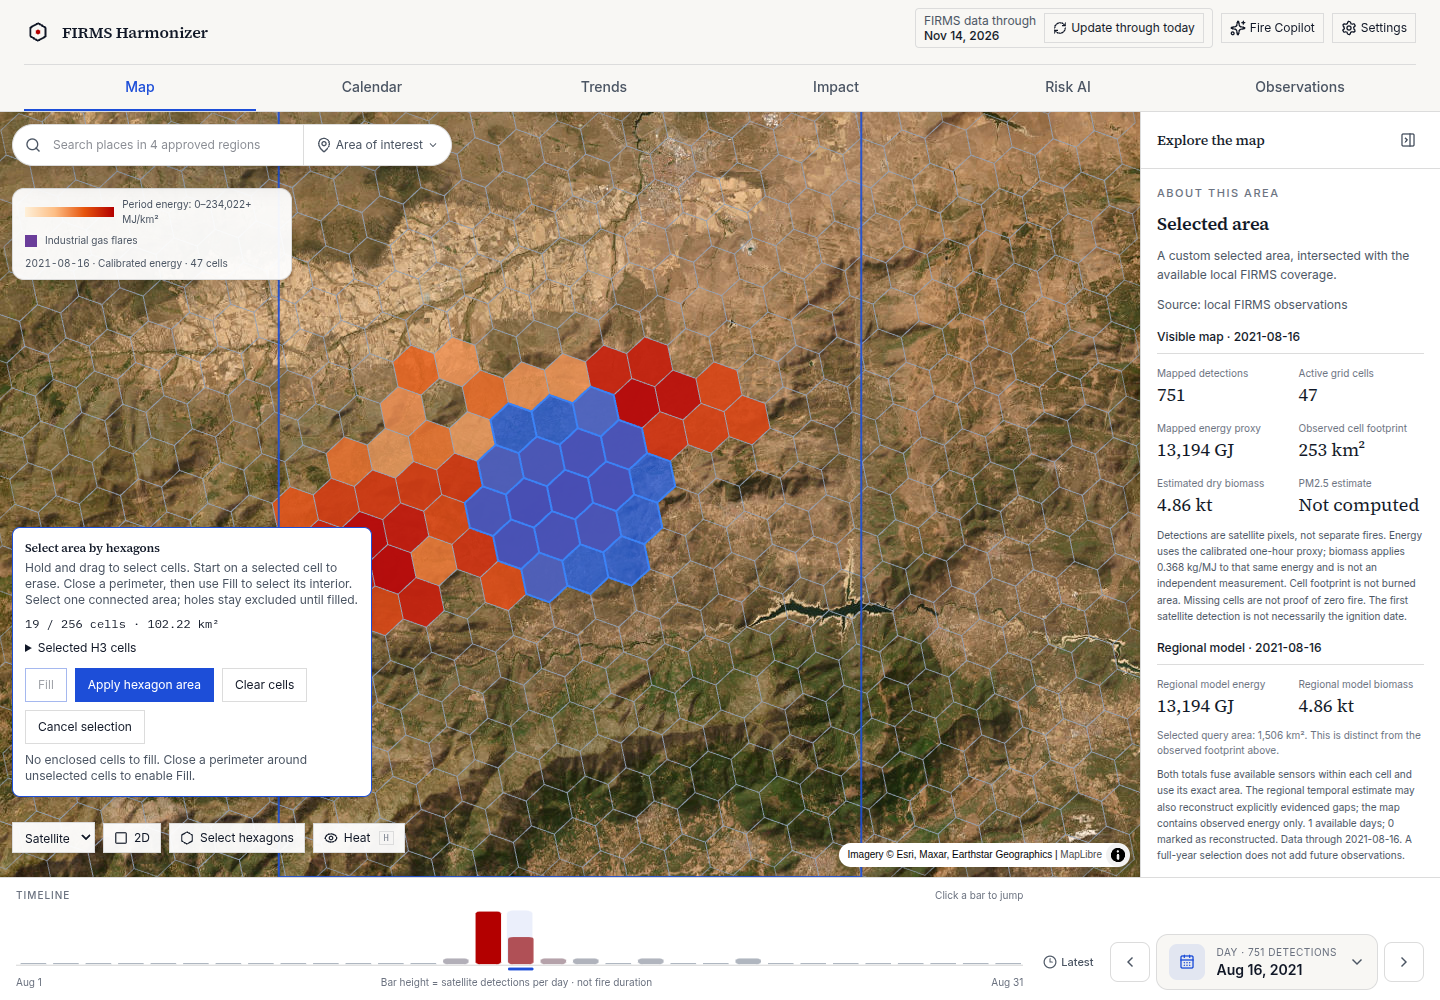 FIRMS Harmonizer
FIRMS data through
Nov 14, 2026
Update through today
Fire Copilot
Settings
Map
Calendar
Trends
Impact
Risk AI
Observations
Search places in 4 approved regions
Area of interest
Period energy: 0–234,022+
MJ/km²
Industrial gas flares
2021-08-16 · Calibrated energy · 47 cells
Select area by hexagons
Hold and drag to select cells. Start on a selected cell to
erase. Close a perimeter, then use Fill to select its interior.
Select one connected area; holes stay excluded until filled.
19 / 256 cells · 102.22 km²
Selected H3 cells
Fill
Apply hexagon area
Clear cells
Cancel selection
No enclosed cells to fill. Close a perimeter around
unselected cells to enable Fill.
Satellite
2D
Select hexagons
Heat H
Imagery © Esri, Maxar, Earthstar Geographics | MapLibre
Explore the map
ABOUT THIS AREA
Selected area
A custom selected area, intersected with the
available local FIRMS coverage.
Source: local FIRMS observations
Visible map · 2021-08-16
Mapped detections
751
Active grid cells
47
Mapped energy proxy
13,194 GJ
Observed cell footprint
253 km²
Estimated dry biomass
4.86 kt
PM2.5 estimate
Not computed
Detections are satellite pixels, not separate fires. Energy
uses the calibrated one-hour proxy; biomass applies
0.368 kg/MJ to that same energy and is not an
independent measurement. Cell footprint is not burned
area. Missing cells are not proof of zero fire. The first
satellite detection is not necessarily the ignition date.
Regional model · 2021-08-16
Regional model energy
13,194 GJ
Regional model biomass
4.86 kt
Selected query area: 1,506 km². This is distinct from the
observed footprint above.
Both totals fuse available sensors within each cell and
use its exact area. The regional temporal estimate may
also reconstruct explicitly evidenced gaps; the map
contains observed energy only. 1 available days; 0
marked as reconstructed. Data through 2021-08-16. A
full-year selection does not add future observations.
TIMELINE
Click a bar to jump
Aug 1
Bar height = satellite detections per day · not fire duration
Aug 31
Latest
DAY · 751 DETECTIONS
Aug 16, 2021